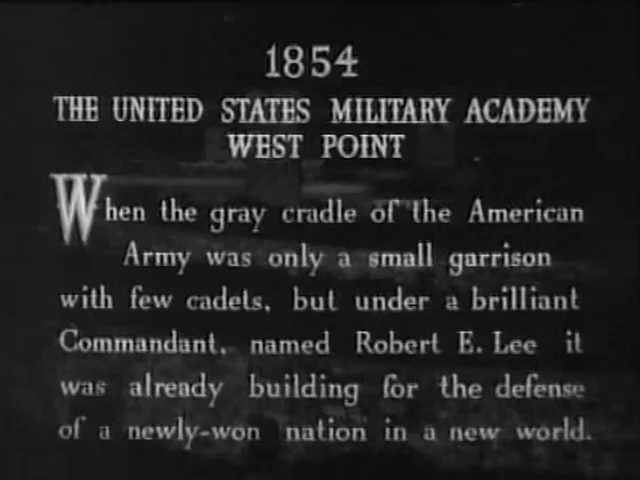 1854
THE UNITED STATES MILITARY ACADEMY
WEST POINT
When the gray cradle of the American
Army was only a small garrison
with few cadets, but under a brilliant
Commandant, named Robert E. Lee it
was already building for the defense
of a newly-won nation in a new world.